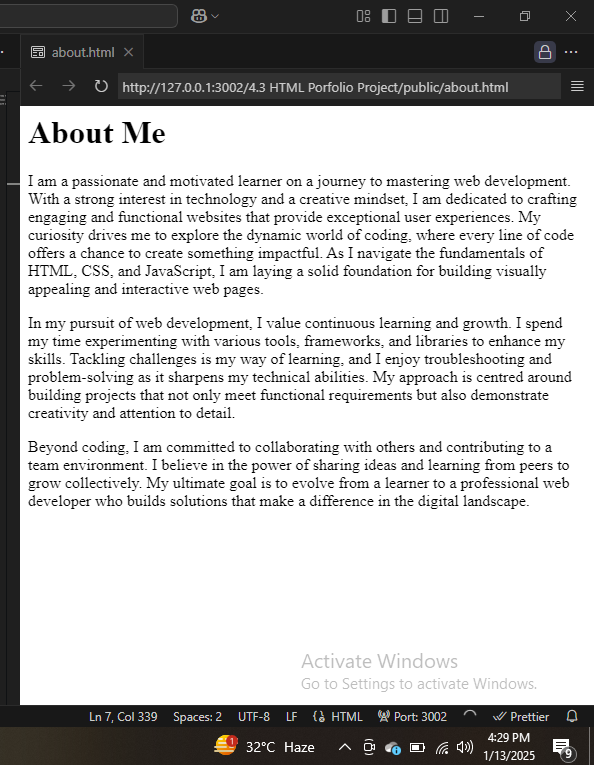 about.html
http://127.0.0.1:3002/4.3 HTML Porfolio Project/public/about.html
About Me
I am a passionate and motivated learner on a journey to mastering web development.
With a strong interest in technology and a creative mindset, I am dedicated to crafting
engaging and functional websites that provide exceptional user experiences. My
curiosity drives me to explore the dynamic world of coding, where every line of code
offers a chance to create something impactful. As I navigate the fundamentals of
HTML, CSS, and JavaScript, I am laying a solid foundation for building visually
appealing and interactive web pages.
In my pursuit of web development, I value continuous learning and growth. I spend
my time experimenting with various tools, frameworks, and libraries to enhance my
skills. Tackling challenges is my way of learning, and I enjoy troubleshooting and
problem-solving as it sharpens my technical abilities. My approach is centred around
building projects that not only meet functional requirements but also demonstrate
creativity and attention to detail.
Beyond coding, I am committed to collaborating with others and contributing to a
team environment. I believe in the power of sharing ideas and learning from peers to
grow collectively. My ultimate goal is to evolve from a learner to a professional web
developer who builds solutions that make a difference in the digital landscape.
Activate Windows
Go to Settings to activate Windows.
Ln 7, Col 339 Spaces: 2 UTF-8 LF HTML Port: 3002 Prettier
1 32°C Haze 4:29 PM
1/13/2025 9